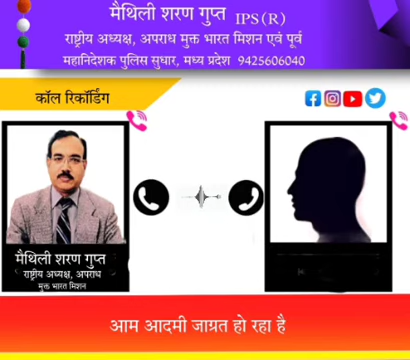 मैथिली शरण गुप्त IPS (R)
राष्ट्रीय अध्यक्ष, अपराध मुक्त भारत मिशन एवं पूर्व
महानिदेशक पुलिस सुधार, मध्य प्रदेश 9425606040
कॉल रिकॉर्डिंग
मैथिली शरण गुप्त
राष्ट्रीय अध्यक्ष, अपराध
मुक्त भारत मिशन
आम आदमी जाग्रत हो रहा है